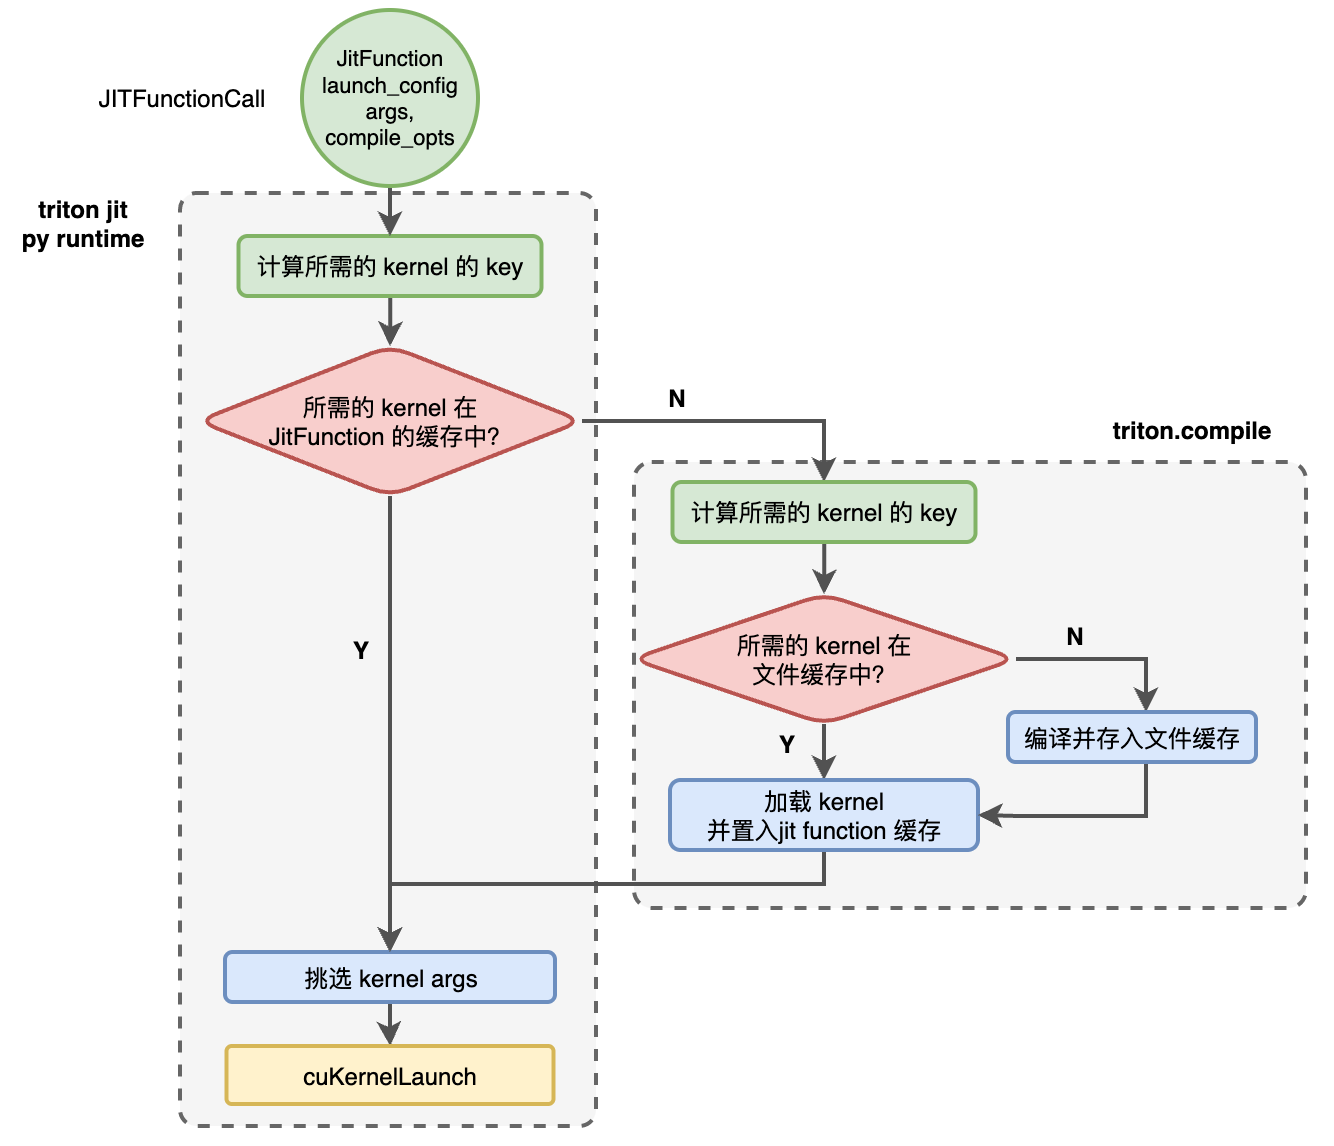 JITFunctionCall
JitFunction
launch_config
args,
compile_opts
triton jit
py runtime
计算所需的 kernel 的 key
所需的 kernel 在
JitFunction 的缓存中?
N
triton.compile
计算所需的 kernel 的 key
所需的 kernel 在
文件缓存中?
N
Y
编译并存入文件缓存
Y
加载 kernel
并置入jit function 缓存
挑选 kernel args
cuKernelLaunch